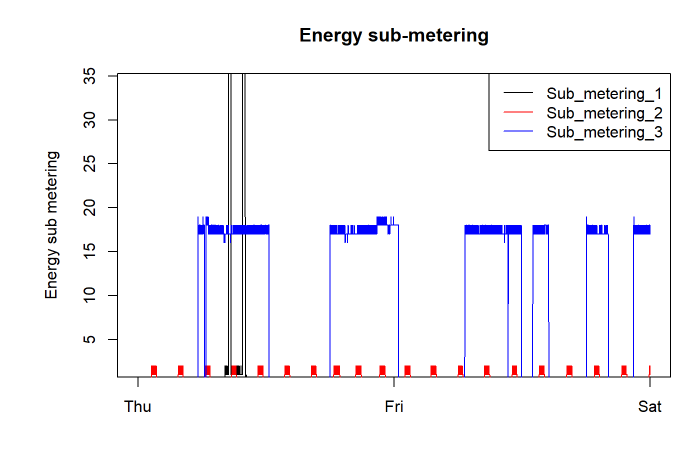 Energy sub-metering
Sub_metering_1
Sub_metering_2
Sub_metering_3
Energy sub metering
35
30
25
20
15
10
5
Thu Fri Sat